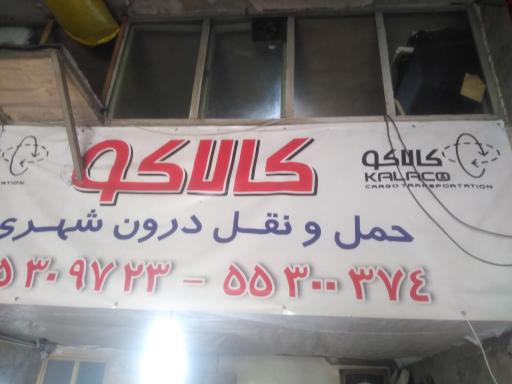 کالاکو
کالاکو
KALACO
CARGO TRANSPORTATION
حمل و نقل درون شهری
۵۵۳۰۰۳۷۴ - ۵۳۰۹۷۲۳